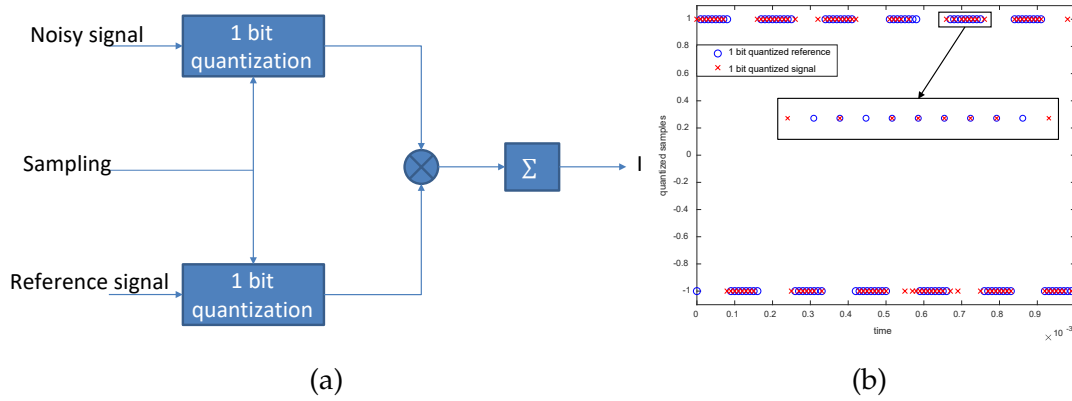 Noisy signal
1 bit
quantization
Sampling
Σ
I
Reference signal
1 bit
quantization
(a)
1
0.8
0.6
0.4
0.2
0
-0.2
-0.4
-0.6
-0.8
-1
quantized samples
1 bit quantized reference
1 bit quantized signal
0 0.1 0.2 0.3 0.4 0.5 0.6 0.7 0.8 0.9
time
× 10⁻³
(b)